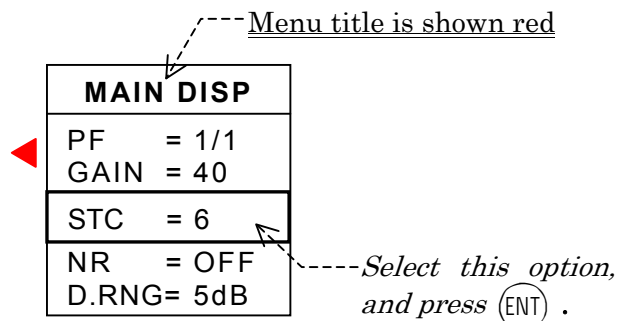 Menu title is shown red
MAIN DISP
PF = 1/1
GAIN = 40
STC = 6
NR = OFF
D.RNG= 5dB
Select this option,
and press (ENT) .